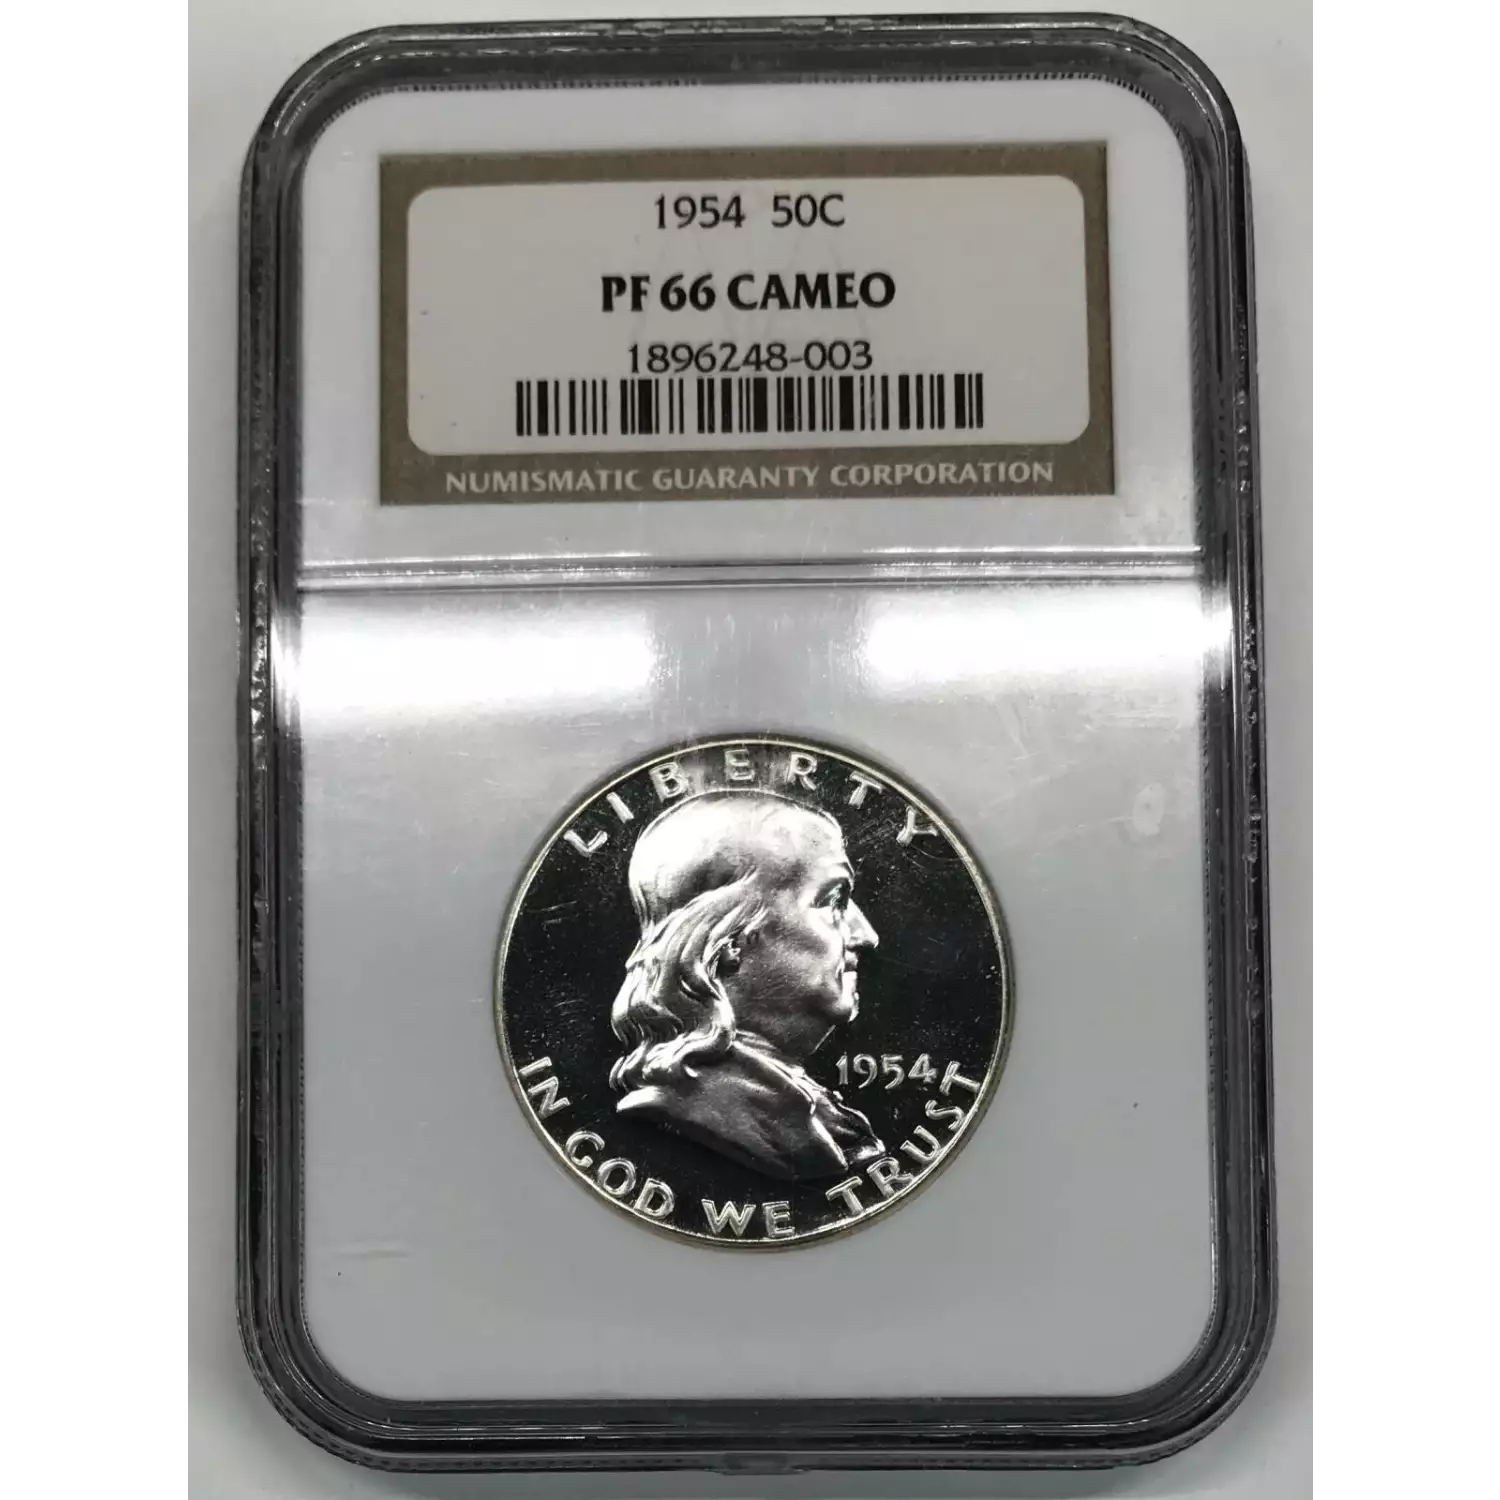 1954 50C
PF 66 CAMEO
1896248-003
NUMISMATIC GUARANTY CORPORATION
LIBERTY
1954
IN GOD WE TRUST